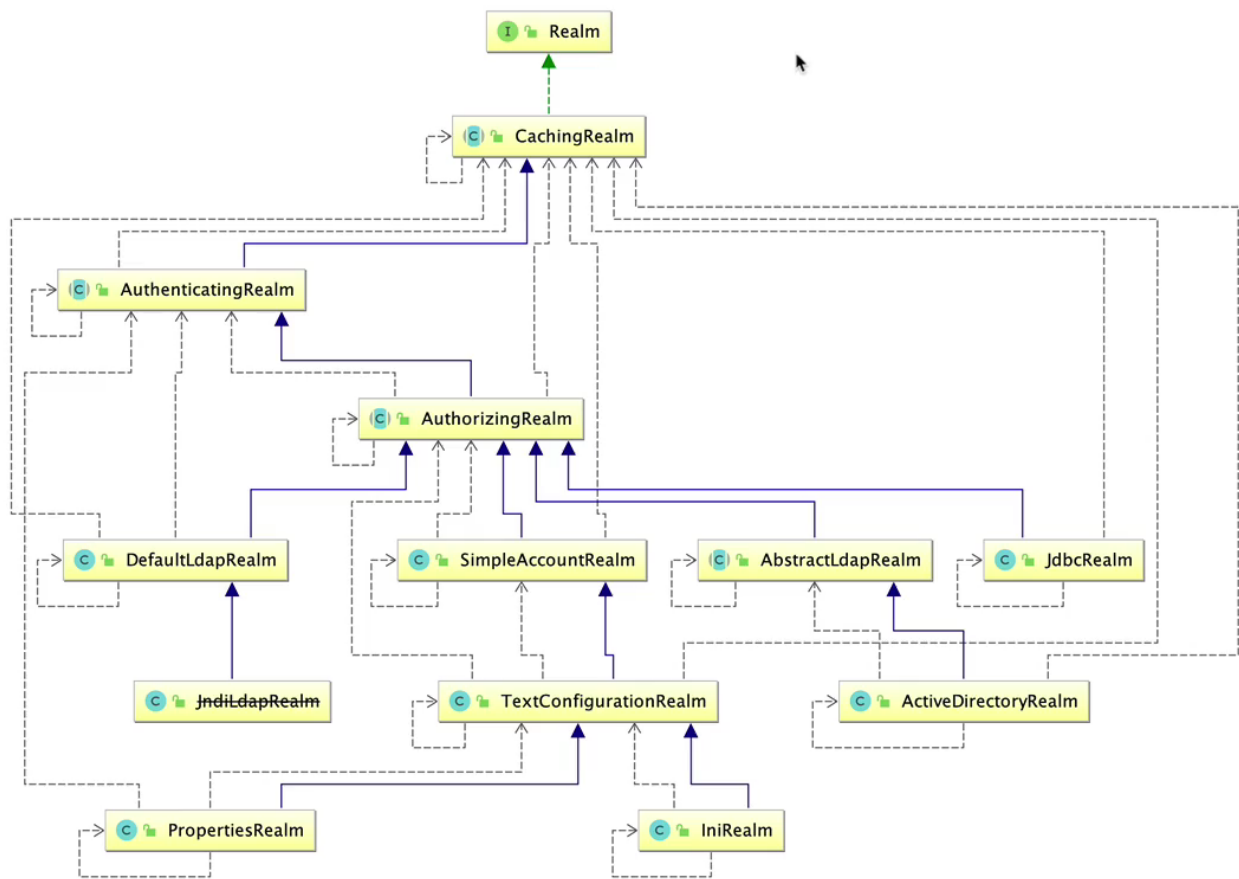 I Realm
C CachingRealm
C AuthenticatingRealm
C AuthorizingRealm
C DefaultLdapRealm
C SimpleAccountRealm
C AbstractLdapRealm
C JdbcRealm
C JndiLdapRealm
C TextConfigurationRealm
C ActiveDirectoryRealm
C PropertiesRealm
C IniRealm